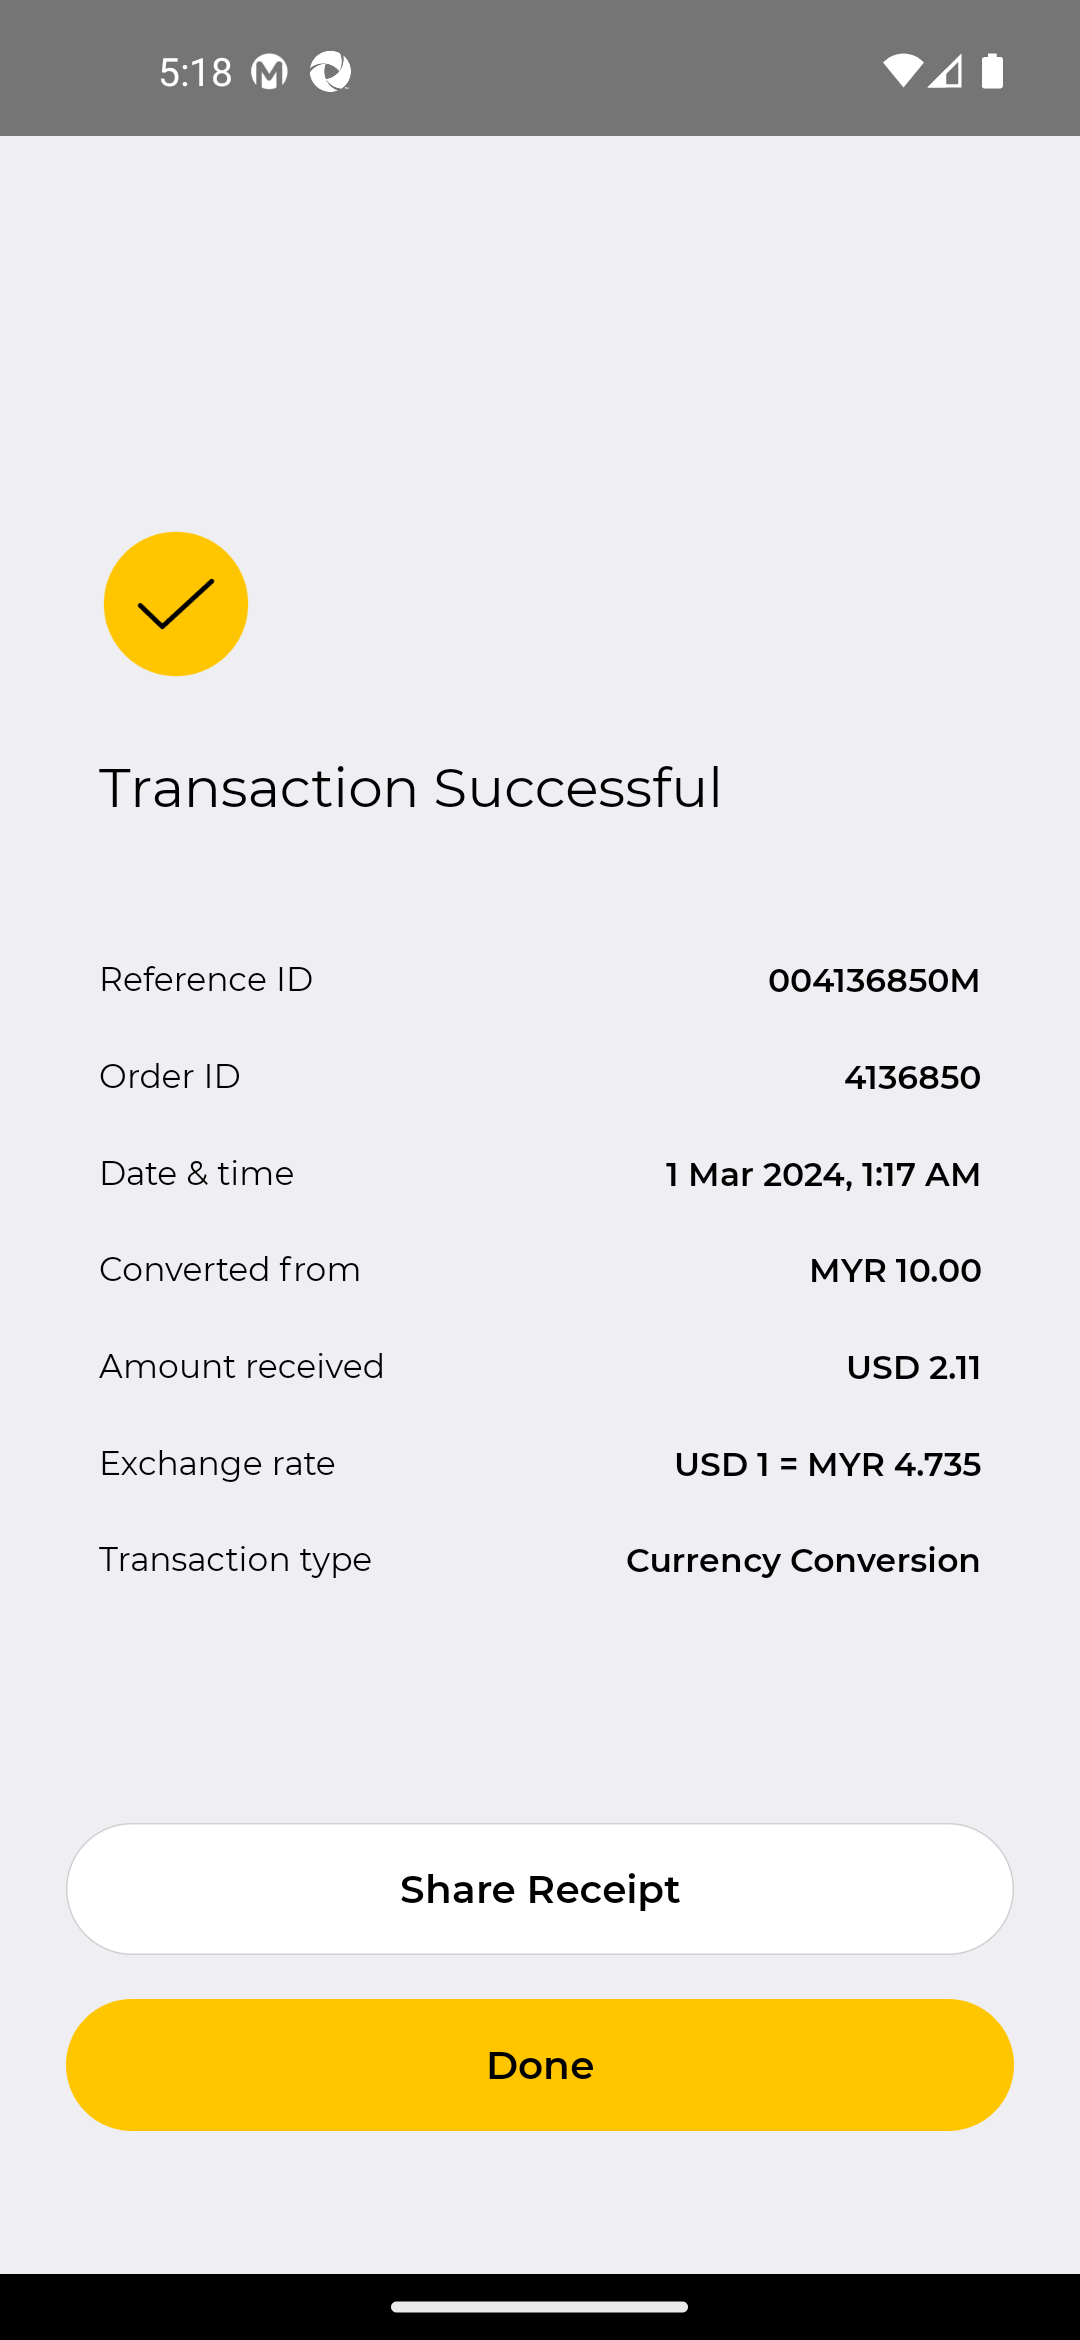 5:18
Transaction Successful
Reference ID 004136850M
Order ID 4136850
Date & time 1 Mar 2024, 1:17 AM
Converted from MYR 10.00
Amount received USD 2.11
Exchange rate USD 1 = MYR 4.735
Transaction type Currency Conversion
Share Receipt
Done